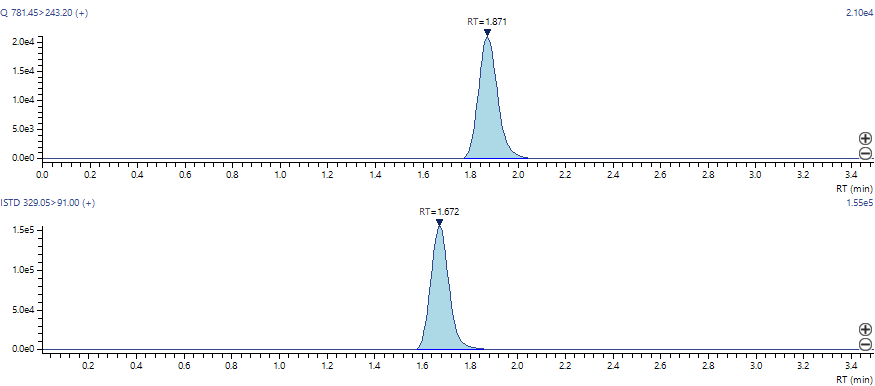 Q 781.45>243.20 (+) 2.10e4
RT=1.871
2.0e4
1.5e4
1.0e4
5.0e3
0.0e0
0.0 0.2 0.4 0.6 0.8 1.0 1.2 1.4 1.6 1.8 2.0 2.2 2.4 2.6 2.8 3.0 3.2 3.4
RT (min)
ISTD 329.05>91.00 (+) 1.55e5
RT=1.672
1.5e5
1.0e5
5.0e4
0.0e0
0.2 0.4 0.6 0.8 1.0 1.2 1.4 1.6 1.8 2.0 2.2 2.4 2.6 2.8 3.0 3.2 3.4
RT (min)